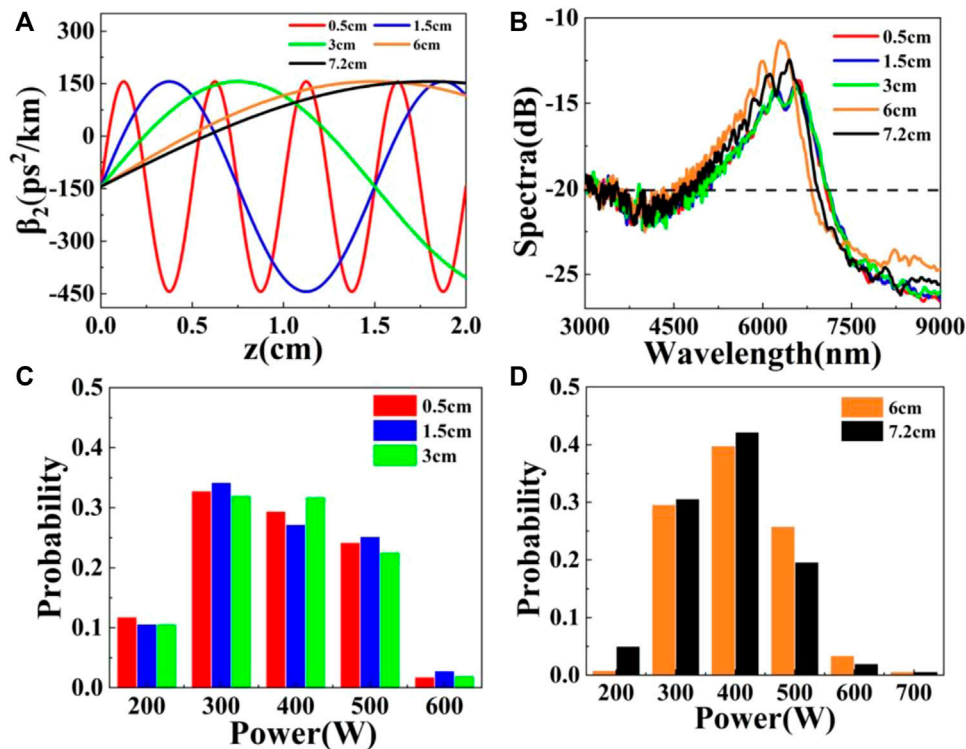 A
0.5cm 1.5cm
3cm 6cm
7.2cm
300
150
0
-150
-300
-450
β2(ps²/km)
0.0 0.5 1.0 1.5 2.0
z(cm)
B
0.5cm
1.5cm
3cm
6cm
7.2cm
-10
-15
-20
-25
Spectra(dB)
3000 4500 6000 7500 9000
Wavelength(nm)
C
0.5cm
1.5cm
3cm
0.5
0.4
0.3
0.2
0.1
0.0
Probability
200 300 400 500 600
Power(W)
D
6cm
7.2cm
0.5
0.4
0.3
0.2
0.1
0.0
Probability
200 300 400 500 600 700
Power(W)